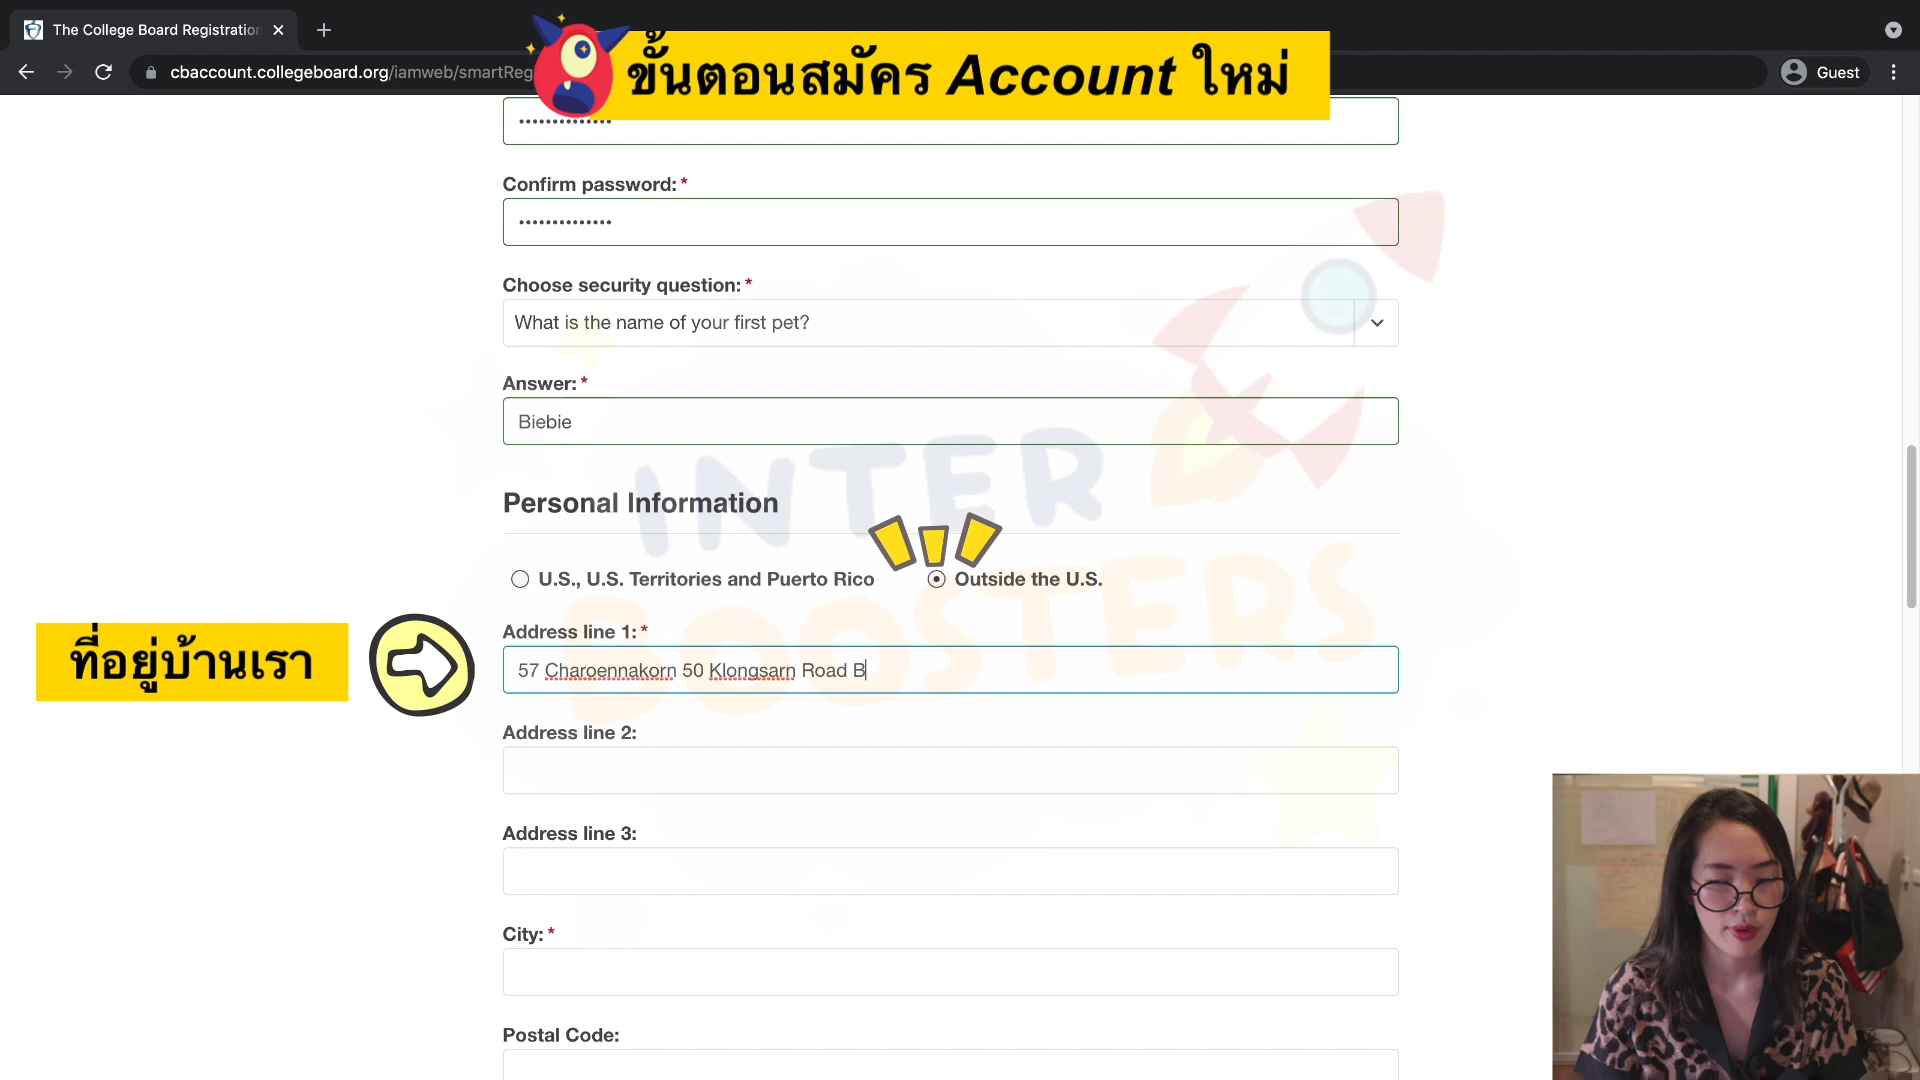 The College Board Registration
cbaccount.collegeboard.org/iamweb/smartReg
Guest
ขั้นตอนสมัคร Account ใหม่
••••••••••••••
Confirm password: *
••••••••••••••
Choose security question: *
What is the name of your first pet?
Answer: *
Biebie
INTER
BOOSTERS
Personal Information
U.S., U.S. Territories and Puerto Rico
Outside the U.S.
ที่อยู่บ้านเรา
Address line 1: *
57 Charoennakorn 50 Klongsarn Road B
Address line 2:
Address line 3:
City: *
Postal Code: